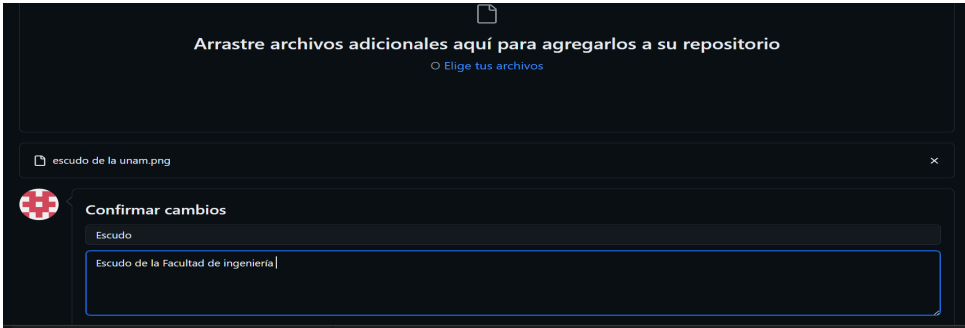 Arrastre archivos adicionales aquí para agregarlos a su repositorio
O Elige tus archivos
escudo de la unam.png
Confirmar cambios
Escudo
Escudo de la Facultad de ingeniería